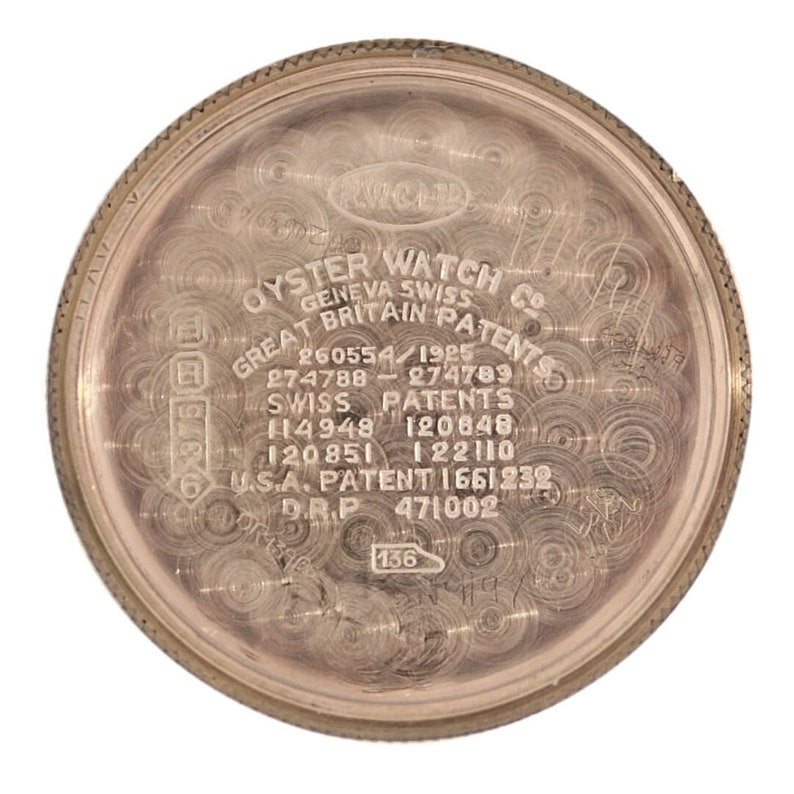 R.W.C.LTD
OYSTER WATCH Co
GENEVA SWISS
GREAT BRITAIN PATENTS
260554/1925
274788 – 274789
SWISS PATENTS
114948 120848
120851 122110
U.S.A. PATENT 1661232
D.R.P. 471002
136